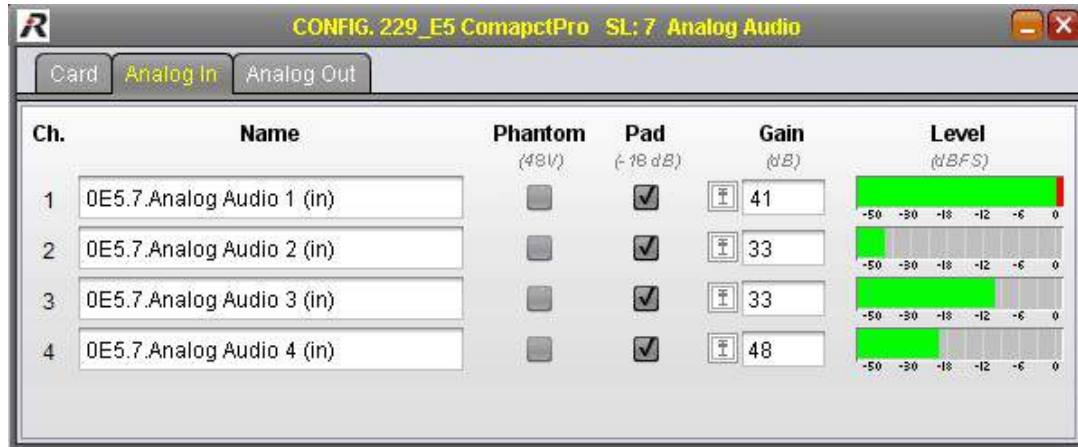 R CONFIG. 229_E5 ComapctPro SL: 7 Analog Audio
Card Analog In Analog Out
Ch. Name Phantom Pad Gain Level
(48V) (-18 dB) (dB) (dBFS)
1 0E5.7.Analog Audio 1 (in) 41
-50 -30 -18 -12 -6 0
2 0E5.7.Analog Audio 2 (in) 33
-50 -30 -18 -12 -6 0
3 0E5.7.Analog Audio 3 (in) 33
-50 -30 -18 -12 -6 0
4 0E5.7.Analog Audio 4 (in) 48
-50 -30 -18 -12 -6 0